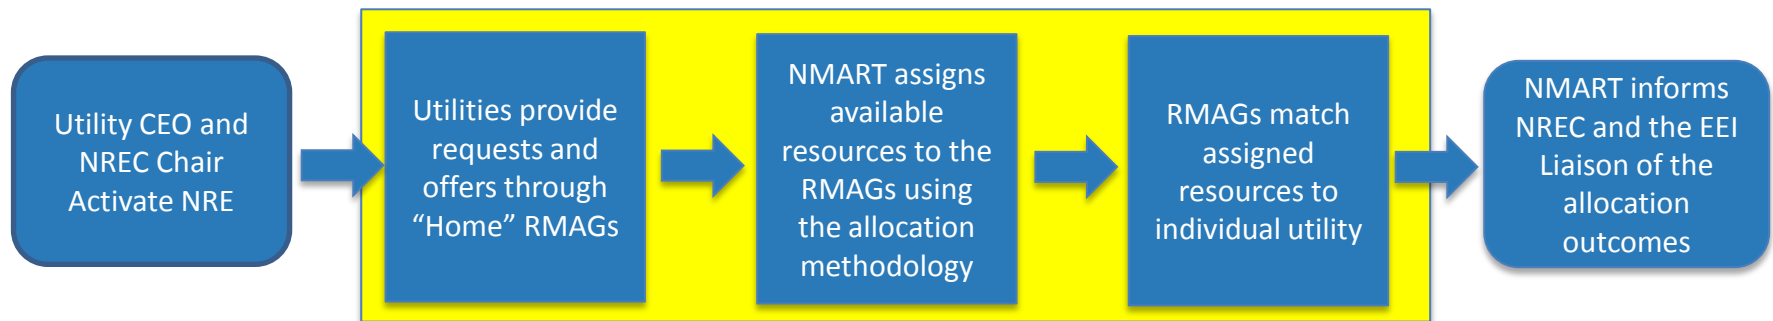 Utility CEO and
NREC Chair
Activate NRE
Utilities provide
requests and
offers through
“Home” RMAGs
NMART assigns
available
resources to the
RMAGs using
the allocation
methodology
RMAGs match
assigned
resources to
individual utility
NMART informs
NREC and the EEI
Liaison of the
allocation
outcomes